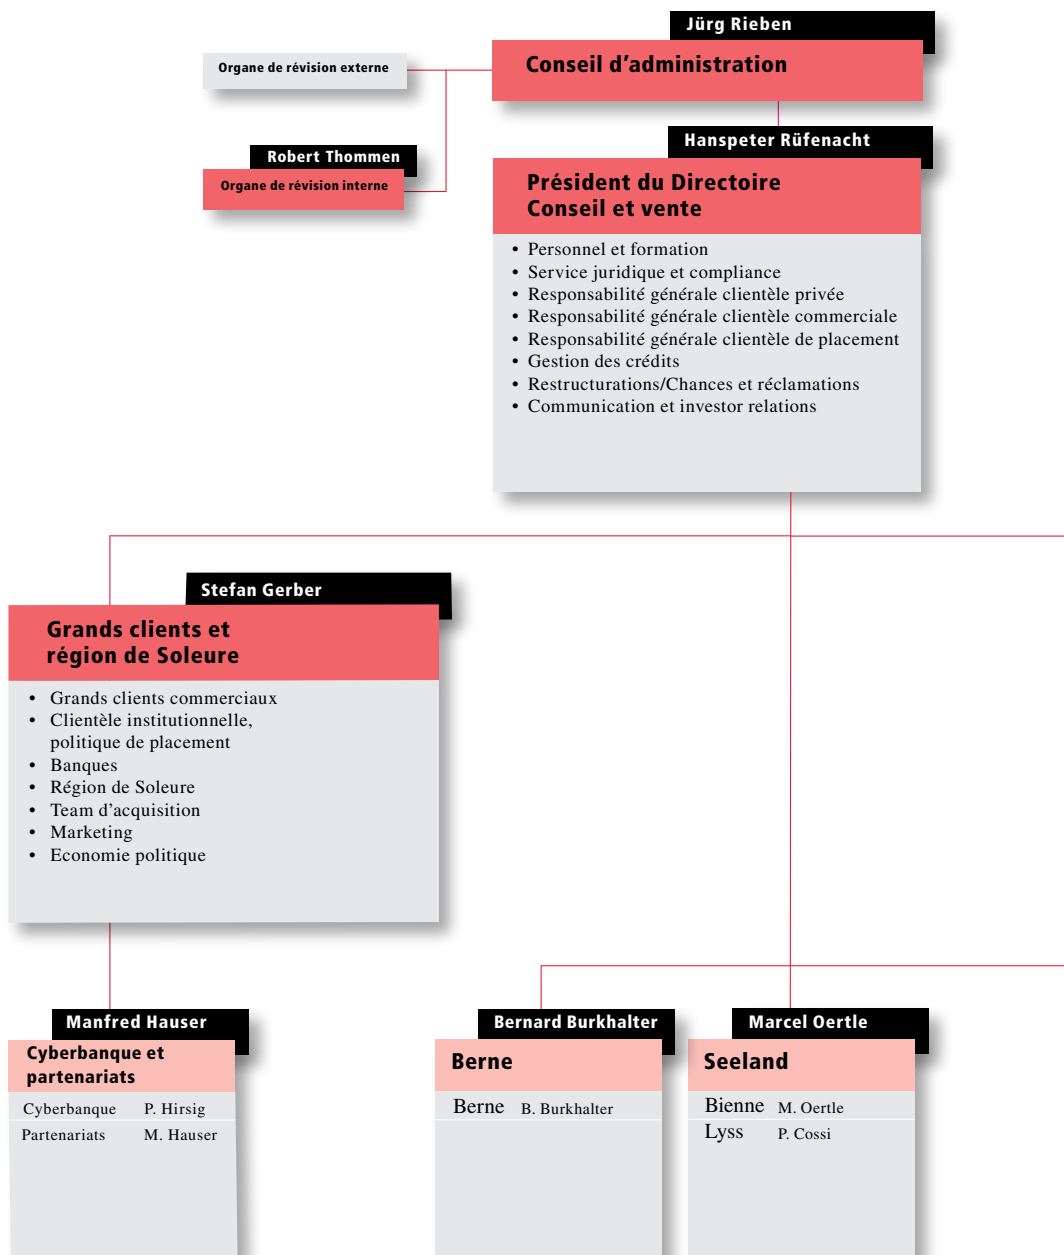 Jürg Rieben
Conseil d'administration
Organe de révision externe
Hanspeter Rüfenacht
Robert Thommen
Organe de révision interne
Président du Directoire
Conseil et vente
• Personnel et formation
• Service juridique et compliance
• Responsabilité générale clientèle privée
• Responsabilité générale clientèle commerciale
• Responsabilité générale clientèle de placement
• Gestion des crédits
• Restructurations/Chances et réclamations
• Communication et investor relations
Stefan Gerber
Grands clients et
région de Soleure
• Grands clients commerciaux
• Clientèle institutionnelle,
politique de placement
• Banques
• Région de Soleure
• Team d'acquisition
• Marketing
• Economie politique
Manfred Hauser
Cyberbanque et
partenariats
Cyberbanque P. Hirsig
Partenariats M. Hauser
Bernard Burkhalter
Berne
Berne B. Burkhalter
Marcel Oertle
Seeland
Bienne M. Oertle
Lyss P. Cossi